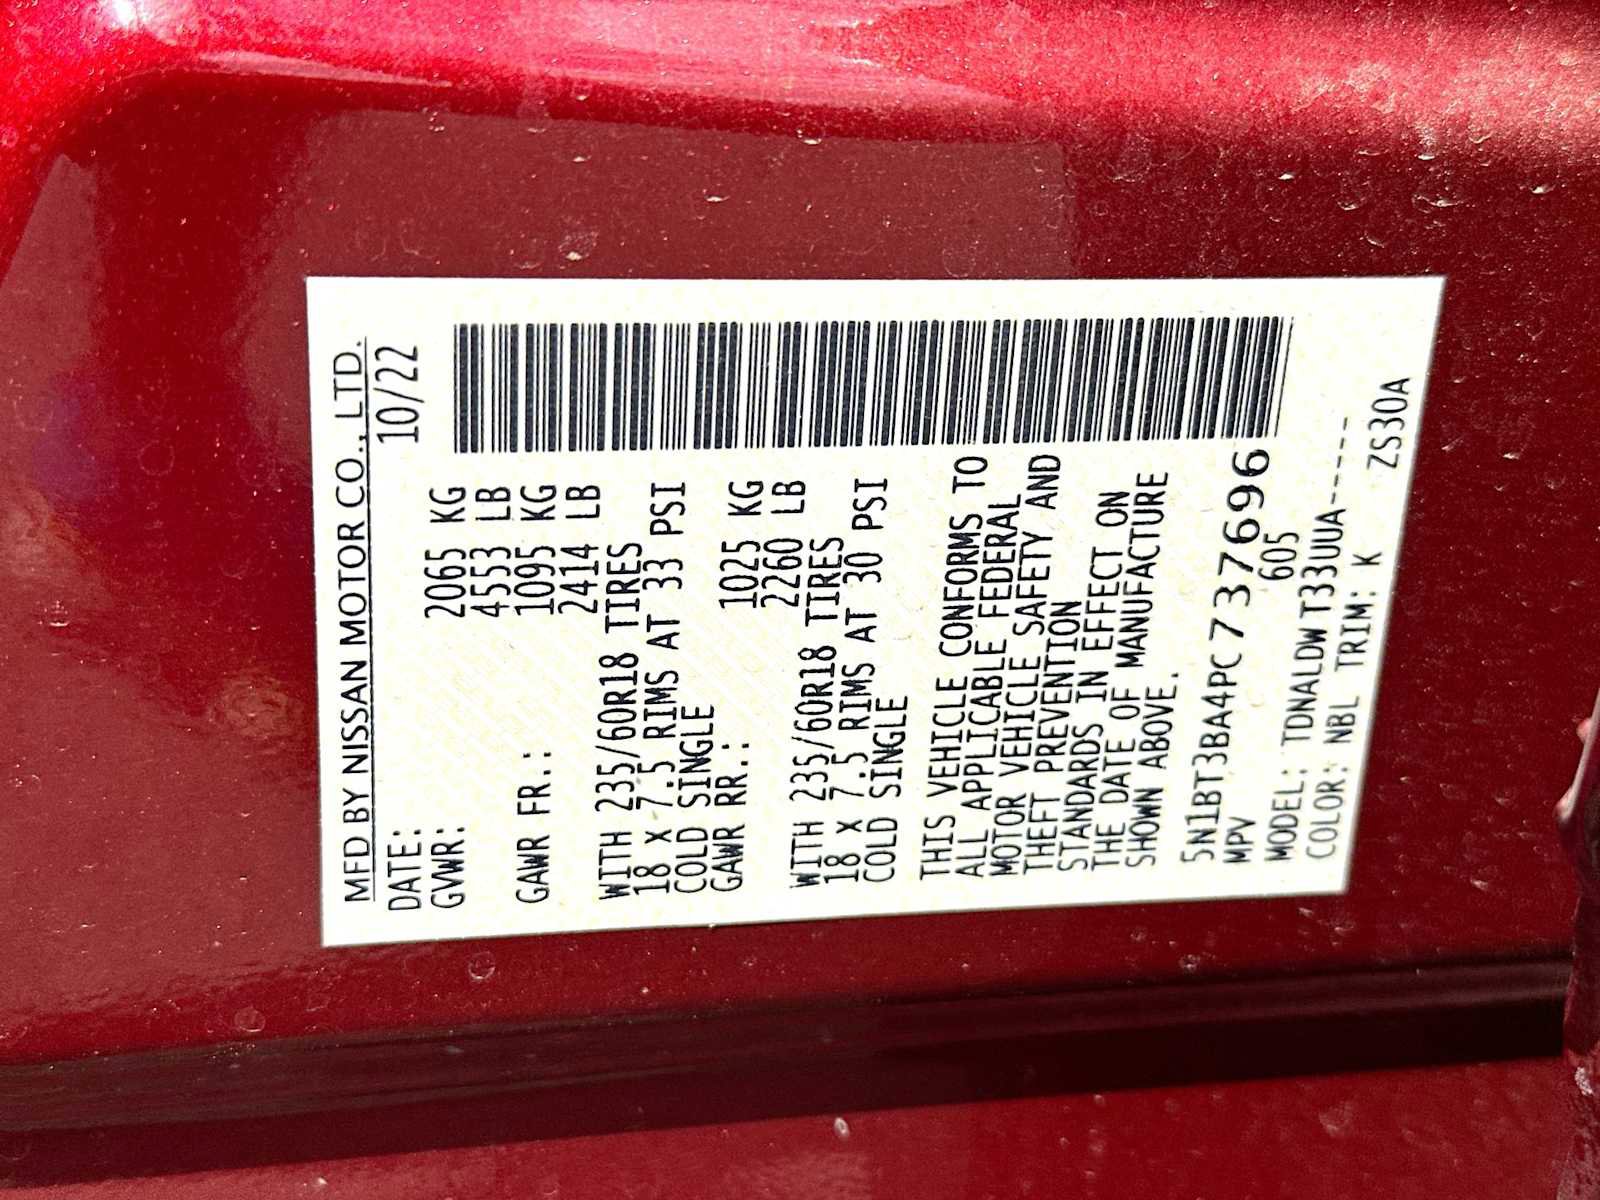 MFD BY NISSAN MOTOR CO., LTD.
DATE: 10/22
GVWR: 2065 KG
4553 LB
GAWR FR.: 1095 KG
2414 LB
WITH 235/60R18 TIRES
18 X 7.5 RIMS AT 33 PSI
COLD SINGLE
GAWR RR.: 1025 KG
2260 LB
WITH 235/60R18 TIRES
18 X 7.5 RIMS AT 30 PSI
COLD SINGLE
THIS VEHICLE CONFORMS TO
ALL APPLICABLE FEDERAL
MOTOR VEHICLE SAFETY AND
THEFT PREVENTION
STANDARDS IN EFFECT ON
THE DATE OF MANUFACTURE
SHOWN ABOVE.
5N1BT3BA4PC737696
MPV 605
MODEL: TDNALDWT33UUA-----
COLOR: NBL TRIM: K ZS30A